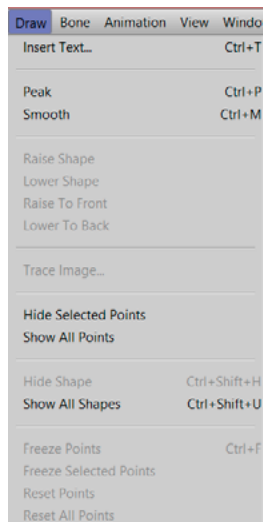 Draw Bone Animation View Windo
Insert Text... Ctrl+T
Peak Ctrl+P
Smooth Ctrl+M
Raise Shape
Lower Shape
Raise To Front
Lower To Back
Trace Image...
Hide Selected Points
Show All Points
Hide Shape Ctrl+Shift+H
Show All Shapes Ctrl+Shift+U
Freeze Points Ctrl+F
Freeze Selected Points
Reset Points
Reset All Points